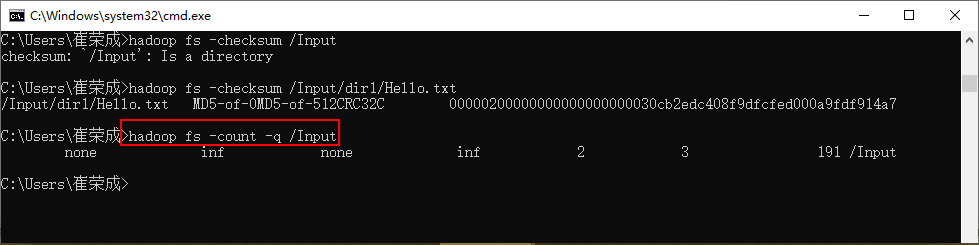 C:\Windows\system32\cmd.exe
C:\Users\崔荣成>hadoop fs -checksum /Input
checksum: `/Input': Is a directory
C:\Users\崔荣成>hadoop fs -checksum /Input/dir1/Hello.txt
/Input/dir1/Hello.txt MD5-of-0MD5-of-512CRC32C 00000200000000000000000030cb2edc408f9dfcfed000a9fdf914a7
C:\Users\崔荣成>hadoop fs -count -q /Input
none inf none inf 2 3 191 /Input
C:\Users\崔荣成>